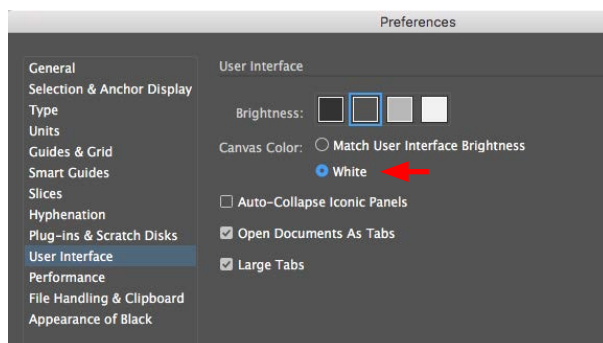 Preferences
General
Selection & Anchor Display
Type
Units
Guides & Grid
Smart Guides
Slices
Hyphenation
Plug-ins & Scratch Disks
User Interface
Performance
File Handling & Clipboard
Appearance of Black
User Interface
Brightness:
Canvas Color: Match User Interface Brightness
White
Auto-Collapse Iconic Panels
Open Documents As Tabs
Large Tabs